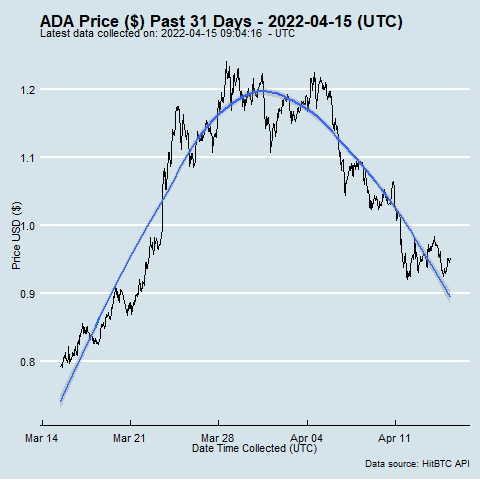 ADA Price ($) Past 31 Days - 2022-04-15 (UTC)
Latest data collected on: 2022-04-15 09:04:16 - UTC
Price USD ($)
1.2
1.1
1.0
0.9
0.8
Mar 14 Mar 21 Mar 28 Apr 04 Apr 11
Date Time Collected (UTC)
Data source: HitBTC API